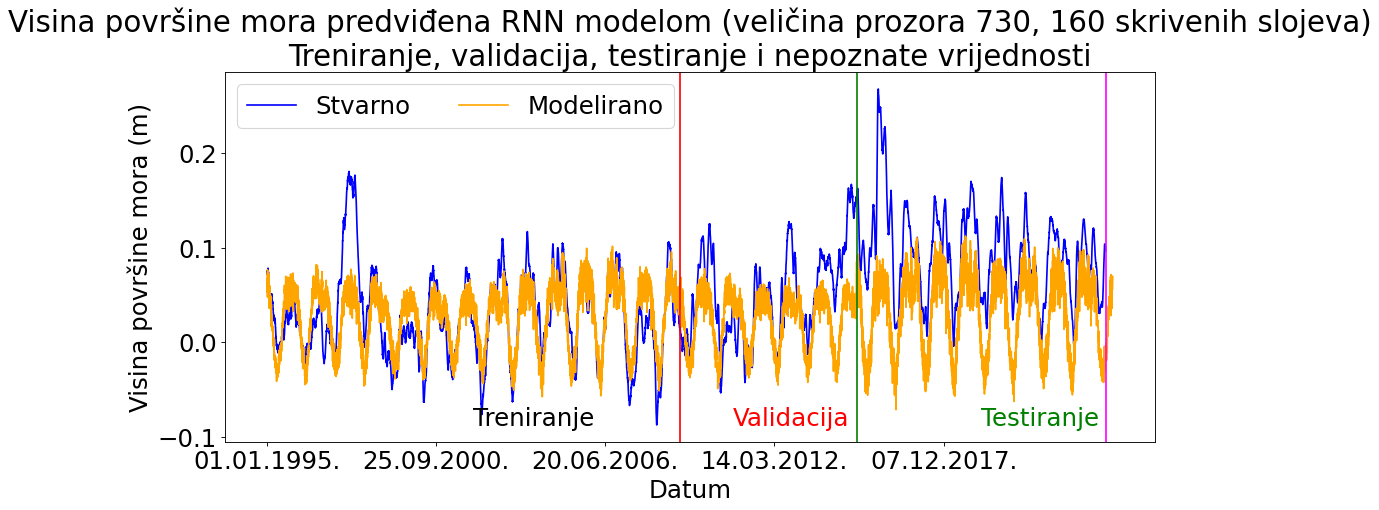 Visina površine mora predviđena RNN modelom (veličina prozora 730, 160 skrivenih slojeva)
Treniranje, validacija, testiranje i nepoznate vrijednosti
Stvarno
Modelirano
Visina površine mora (m)
0.2
0.1
0.0
−0.1
Treniranje
Validacija
Testiranje
01.01.1995.
25.09.2000.
20.06.2006.
14.03.2012.
07.12.2017.
Datum